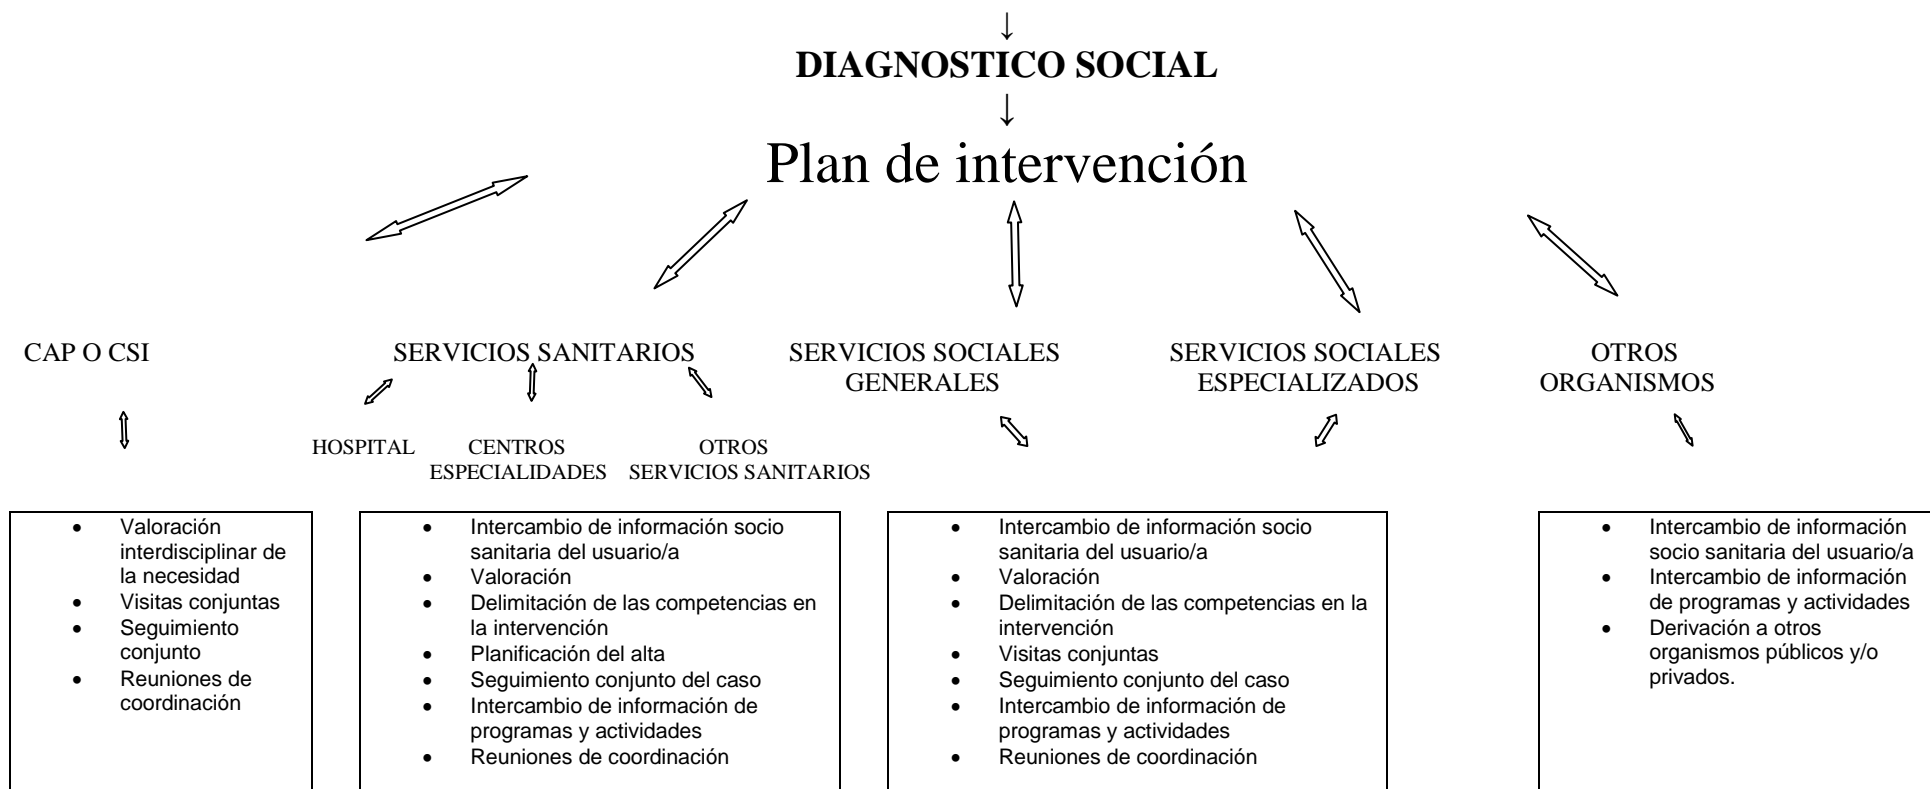 ↓
DIAGNOSTICO SOCIAL
↓
Plan de intervención
CAP O CSI
SERVICIOS SANITARIOS
SERVICIOS SOCIALES
GENERALES
SERVICIOS SOCIALES
ESPECIALIZADOS
OTROS
ORGANISMOS
HOSPITAL
CENTROS
ESPECIALIDADES
OTROS
SERVICIOS SANITARIOS
• Valoración
interdisciplinar de
la necesidad
• Visitas conjuntas
• Seguimiento
conjunto
• Reuniones de
coordinación
• Intercambio de información socio
sanitaria del usuario/a
• Valoración
• Delimitación de las competencias en
la intervención
• Planificación del alta
• Seguimiento conjunto del caso
• Intercambio de información de
programas y actividades
• Reuniones de coordinación
• Intercambio de información socio
sanitaria del usuario/a
• Valoración
• Delimitación de las competencias en la
intervención
• Visitas conjuntas
• Seguimiento conjunto del caso
• Intercambio de información de
programas y actividades
• Reuniones de coordinación
• Intercambio de información
socio sanitaria del usuario/a
• Intercambio de información
de programas y actividades
• Derivación a otros
organismos públicos y/o
privados.